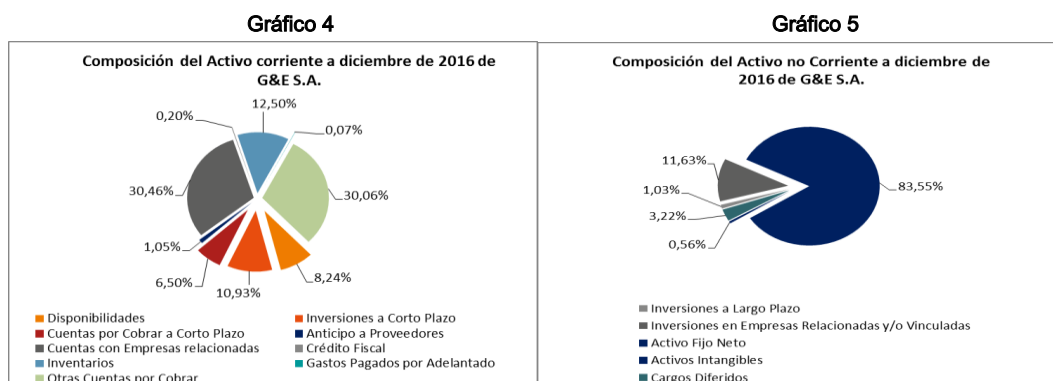 Gráfico 4
Composición del Activo corriente a diciembre de 2016 de
G&E S.A.
12,50%
0,20%
0,07%
30,46%
30,06%
1,05%
6,50%
10,93%
8,24%
Disponibilidades
Inversiones a Corto Plazo
Cuentas por Cobrar a Corto Plazo
Anticipo a Proveedores
Cuentas con Empresas relacionadas
Crédito Fiscal
Inventarios
Gastos Pagados por Adelantado
Otras Cuentas por Cobrar
Gráfico 5
Composición del Activo no Corriente a diciembre de
2016 de G&E S.A.
11,63%
1,03%
83,55%
3,22%
0,56%
Inversiones a Largo Plazo
Inversiones en Empresas Relacionadas y/o Vinculadas
Activo Fijo Neto
Activos Intangibles
Cargos Diferidos